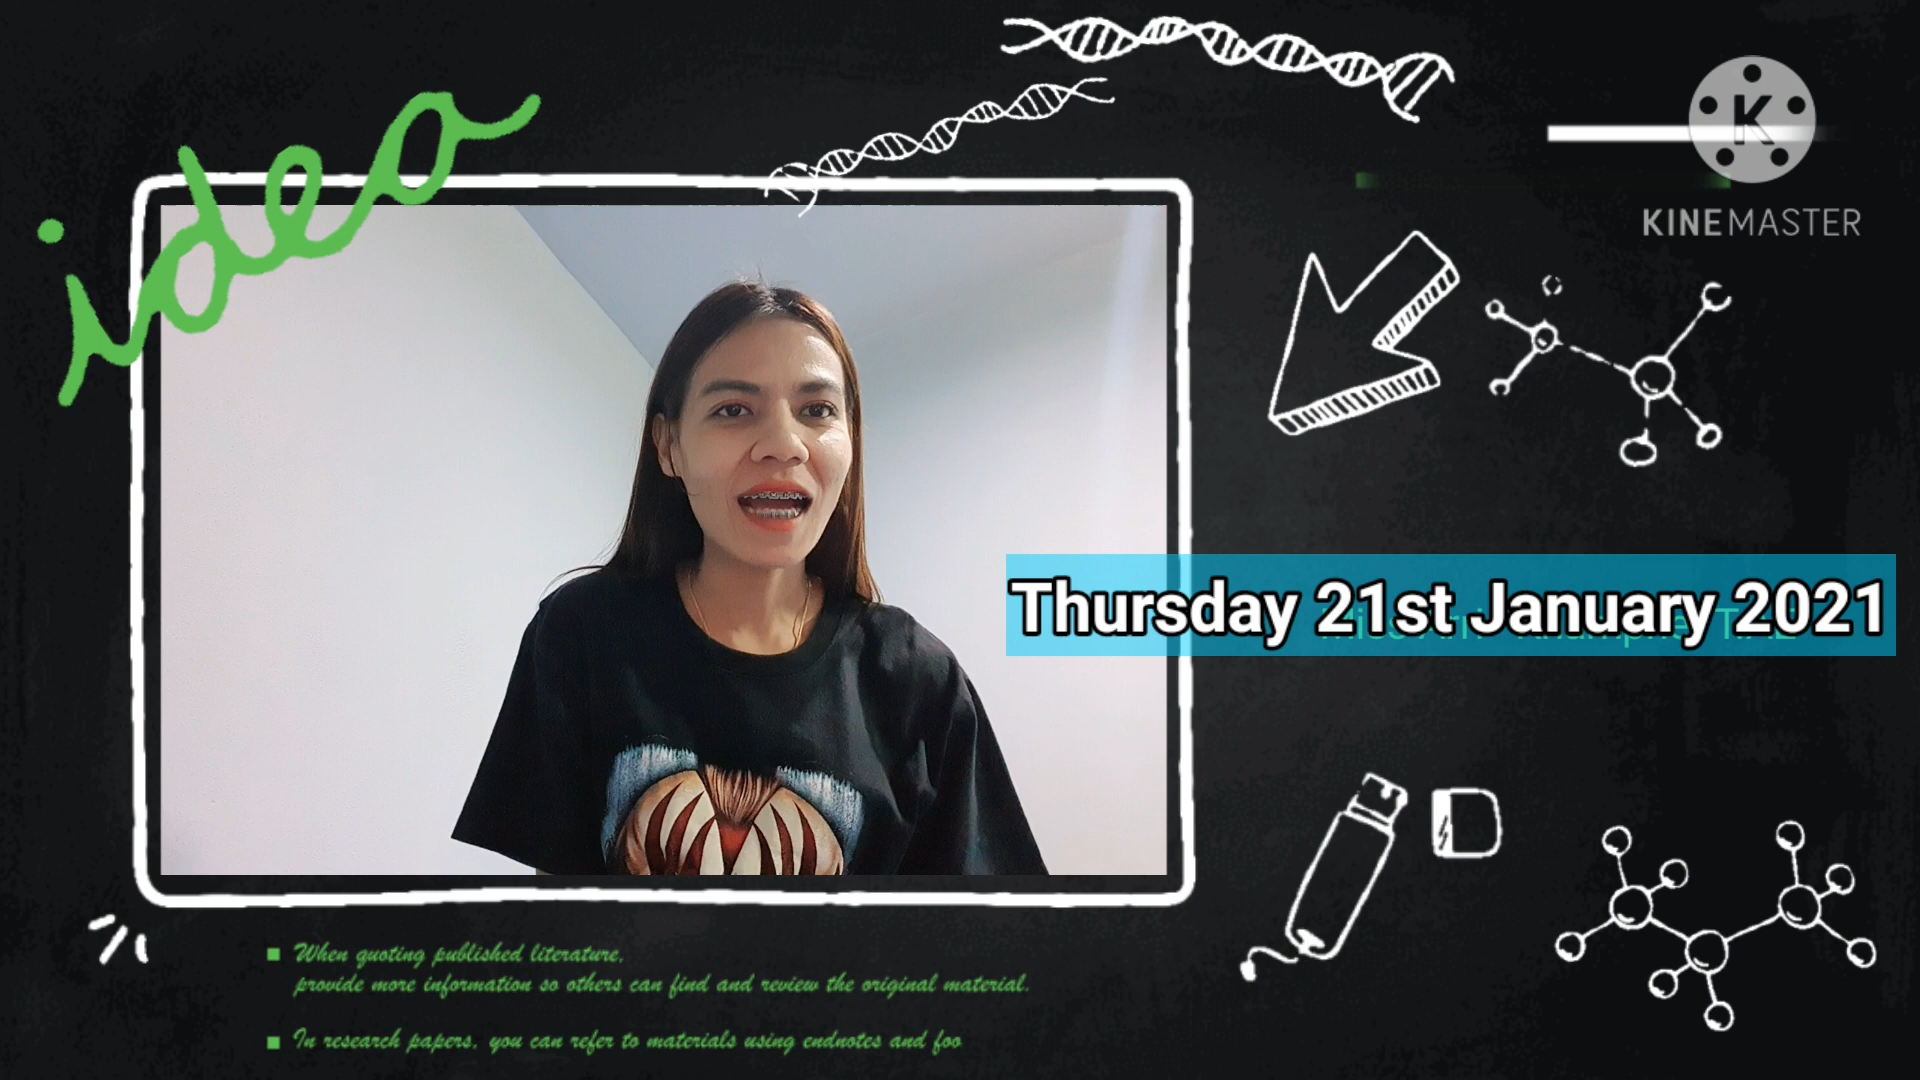 idea
K
KINEMASTER
Thursday 21st January 2021
When quoting published literature,
provide more information so others can find and review the original material.
In research papers, you can refer to materials using endnotes and foo